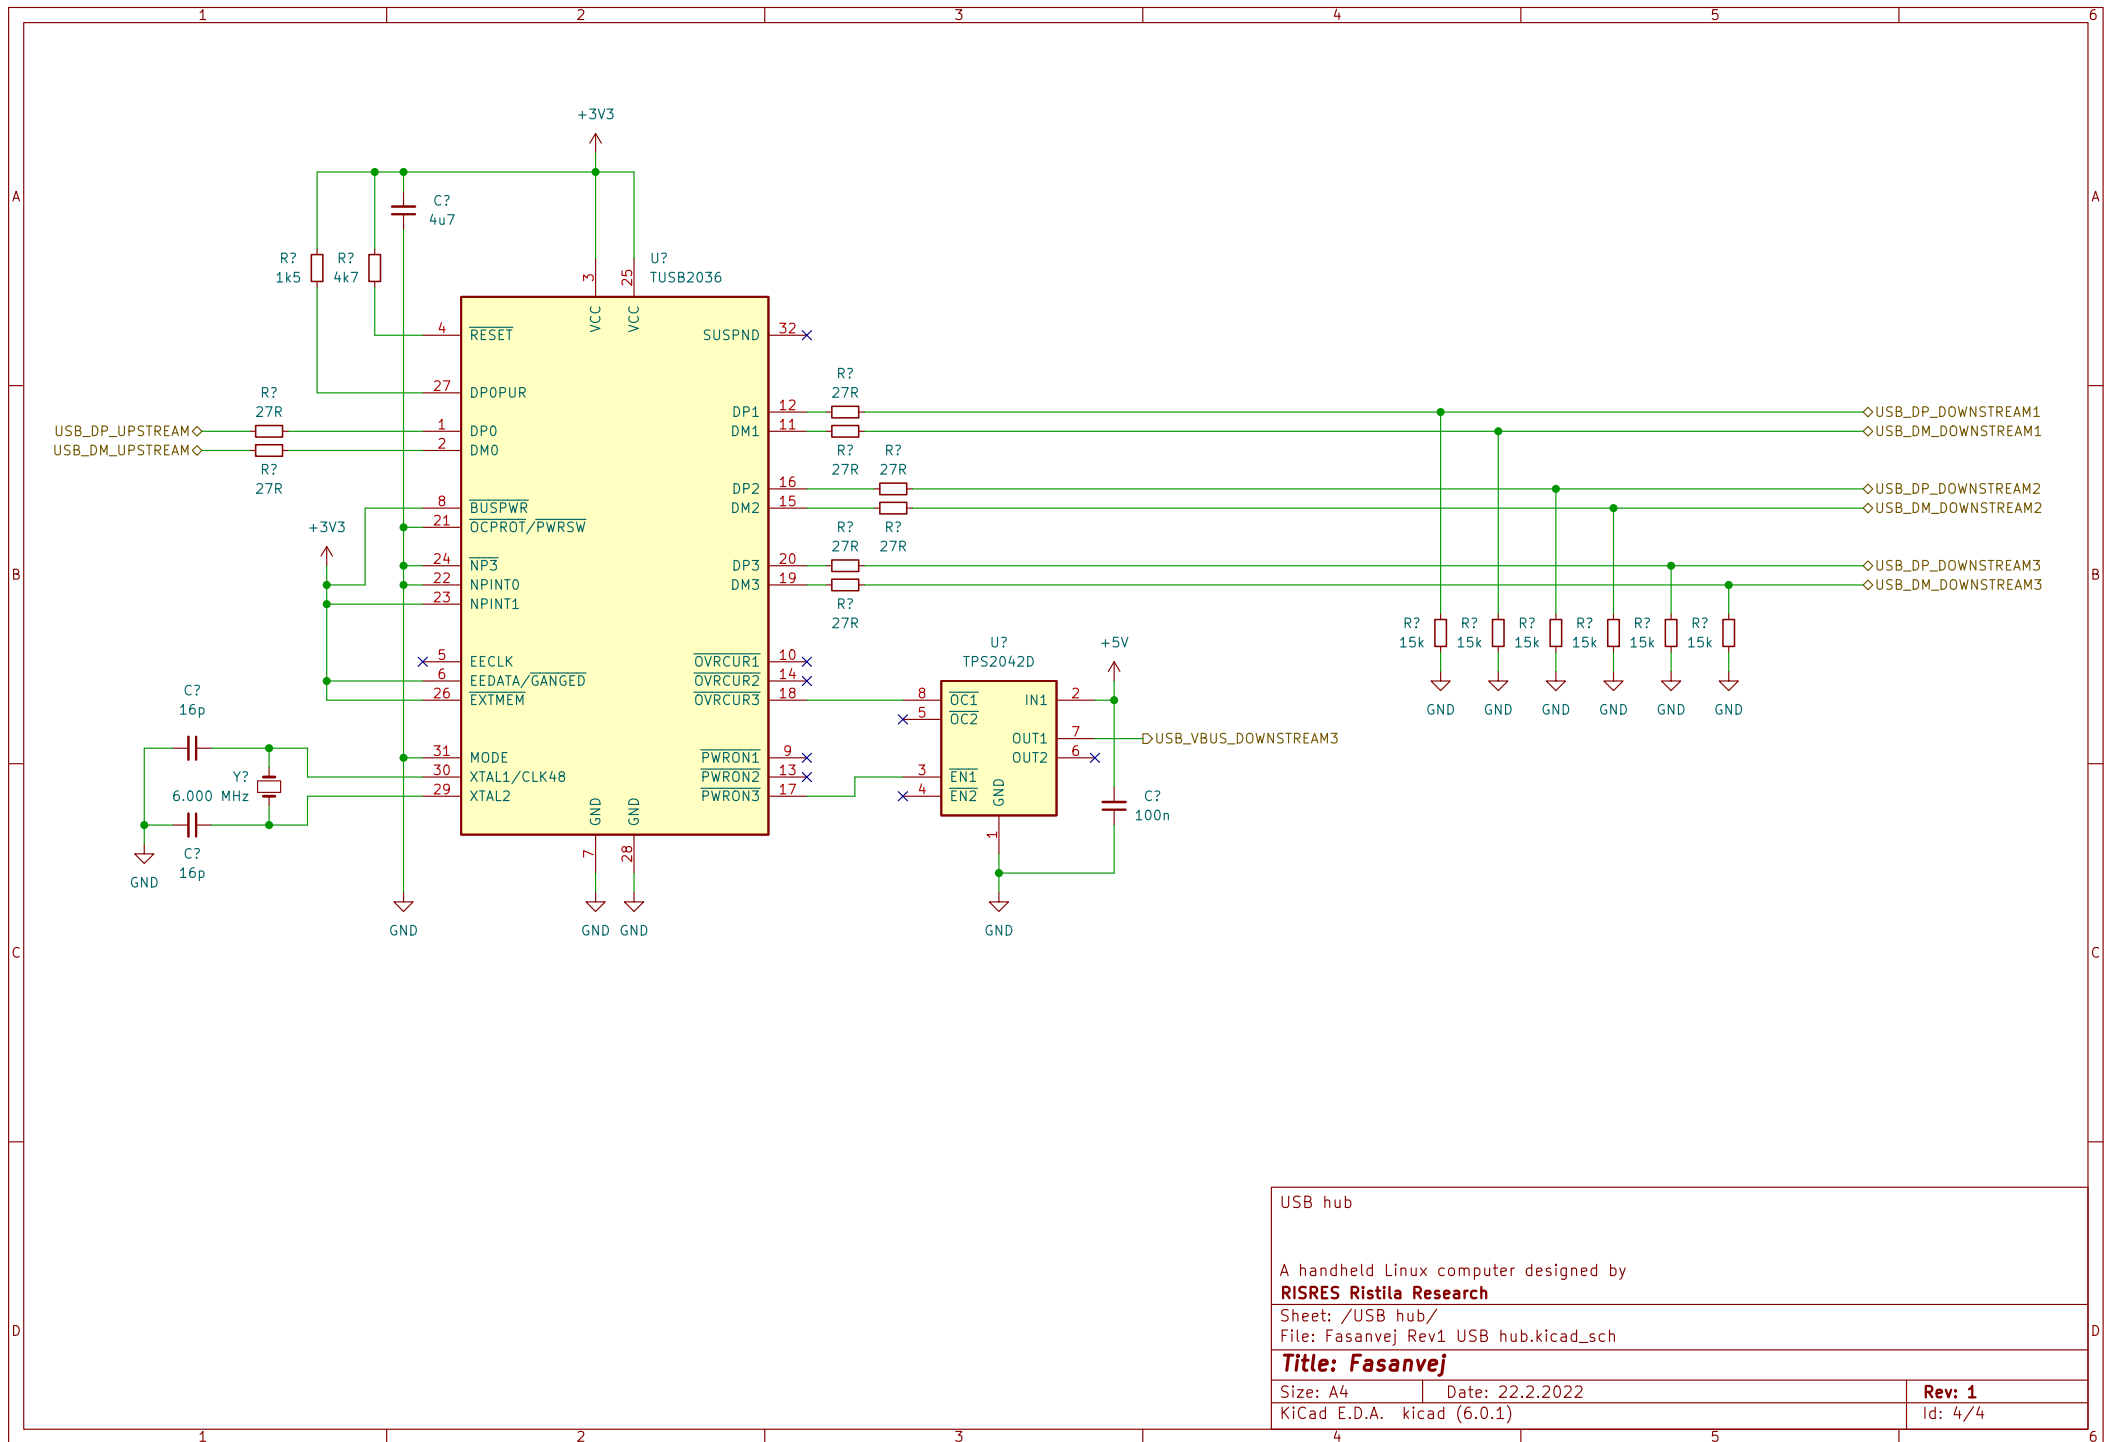 1 2 3 4 5 6
A A
B B
C C
D D
+3V3
C?
4u7
R?
1k5
R?
4k7
U?
TUSB2036
3
25
VCC
VCC
4 RESET
SUSPND 32
27 DP0PUR
R?
27R
USB_DP_UPSTREAM
1 DP0
USB_DM_UPSTREAM
2 DM0
R?
27R
R?
27R
DP1 12
DM1 11
R?
27R
R?
27R
USB_DP_DOWNSTREAM1
USB_DM_DOWNSTREAM1
8 BUSPWR
21 OCPROT/PWRSW
+3V3
DP2 16
DM2 15
R?
27R
R?
27R
USB_DP_DOWNSTREAM2
USB_DM_DOWNSTREAM2
24 NP3
22 NPINT0
23 NPINT1
DP3 20
DM3 19
R?
27R
USB_DP_DOWNSTREAM3
USB_DM_DOWNSTREAM3
R?
15k
R?
15k
R?
15k
R?
15k
R?
15k
R?
15k
GND
GND
GND
GND
GND
GND
5 EECLK
6 EEDATA/GANGED
26 EXTMEM
OVRCUR1 10
OVRCUR2 14
OVRCUR3 18
U?
TPS2042D
+5V
8 OC1
5 OC2
IN1 2
OUT1 7
OUT2 6
USB_VBUS_DOWNSTREAM3
3 EN1
4 EN2
GND
1
C?
100n
GND
C?
16p
Y?
6.000 MHz
C?
16p
GND
31 MODE
30 XTAL1/CLK48
29 XTAL2
PWRON1 9
PWRON2 13
PWRON3 17
GND
GND
7
28
GND
GND
GND
USB hub
A handheld Linux computer designed by
RISRES Ristila Research
Sheet: /USB hub/
File: Fasanvej Rev1 USB hub.kicad_sch
Title: Fasanvej
Size: A4 Date: 22.2.2022 Rev: 1
KiCad E.D.A. kicad (6.0.1) Id: 4/4
1 2 3 4 5 6